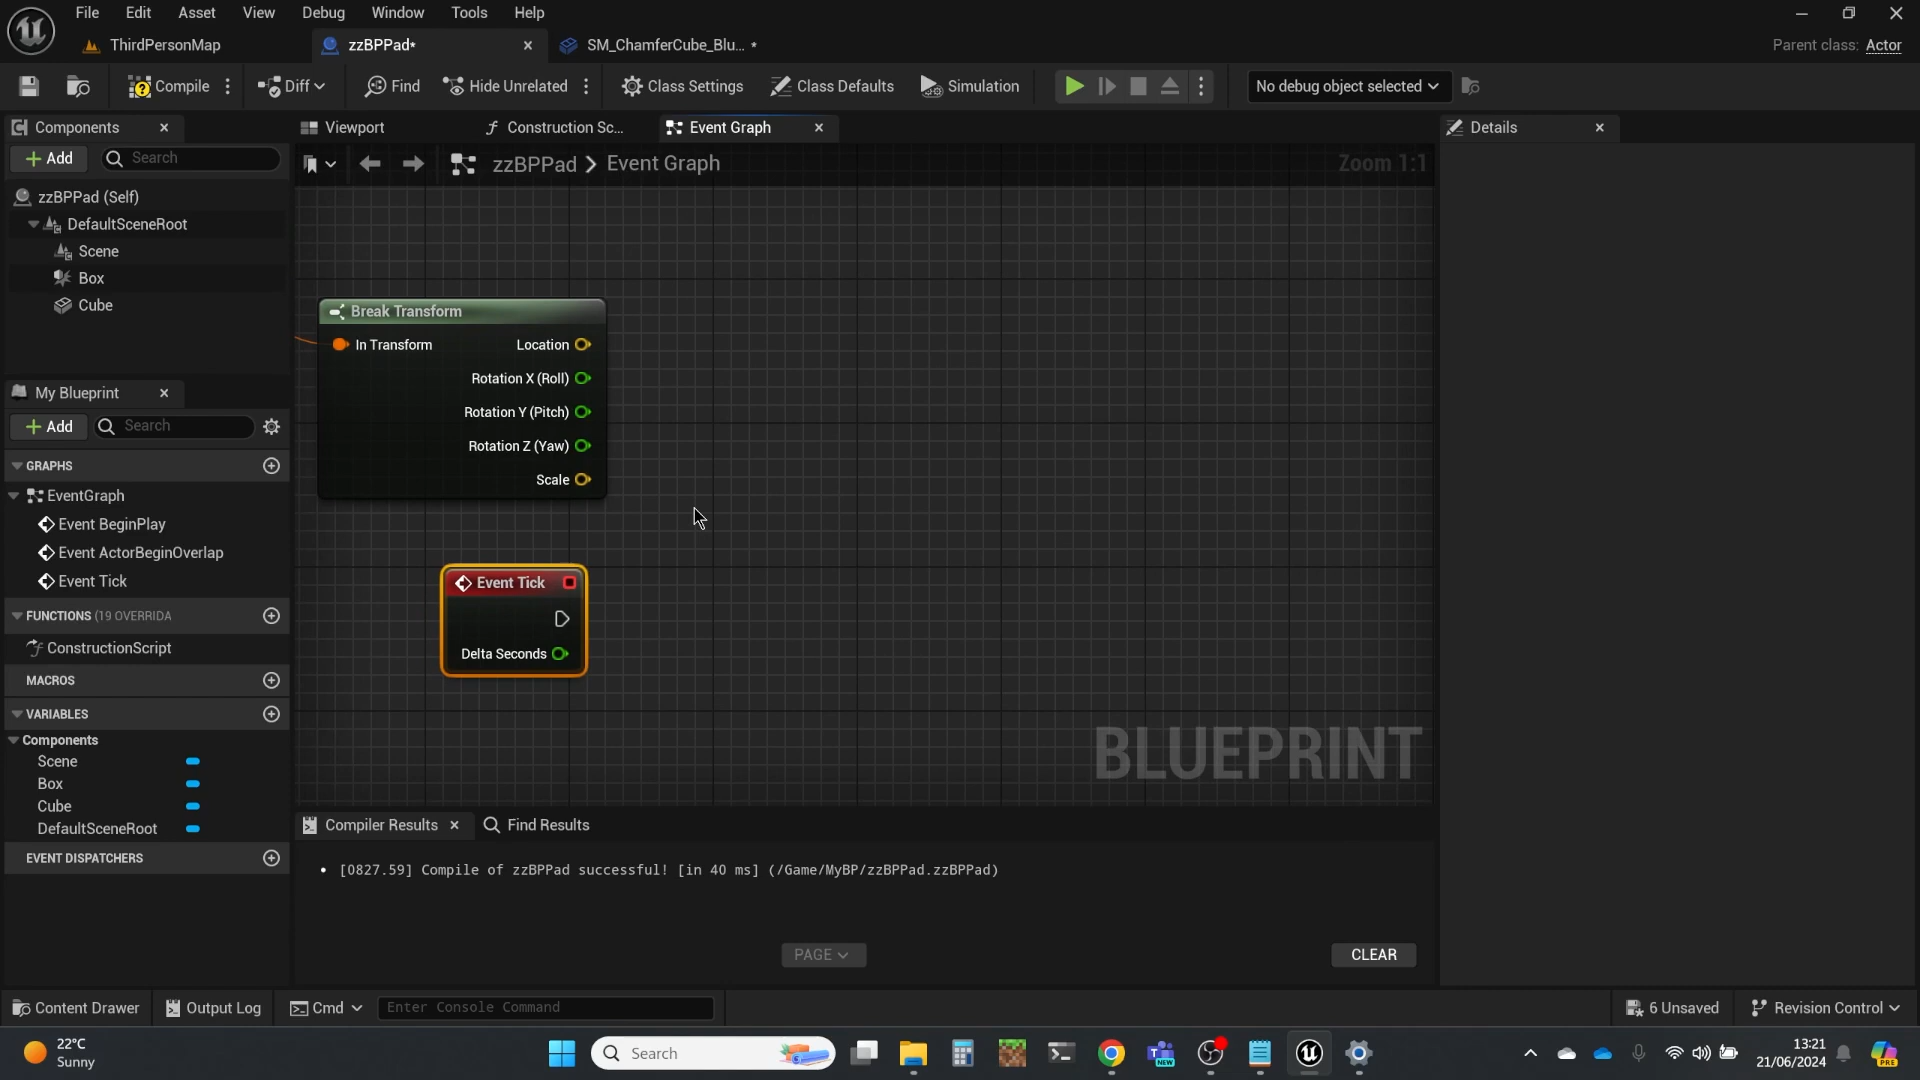 File Edit Asset View Debug Window Tools Help
ThirdPersonMap
zzBPPad*
SM_ChamferCube_Blu... *
Parent class: Actor
Compile
Diff
Find
Hide Unrelated
Class Settings
Class Defaults
Simulation
No debug object selected
Components
Viewport
Construction Sc...
Event Graph
Details
+ Add
Search
zzBPPad > Event Graph
Zoom 1:1
zzBPPad (Self)
DefaultSceneRoot
Scene
Box
Cube
Break Transform
In Transform
Location
Rotation X (Roll)
Rotation Y (Pitch)
Rotation Z (Yaw)
Scale
My Blueprint
+ Add
Search
GRAPHS
EventGraph
Event BeginPlay
Event ActorBeginOverlap
Event Tick
FUNCTIONS (19 OVERRIDA
ConstructionScript
MACROS
VARIABLES
Components
Scene
Box
Cube
DefaultSceneRoot
EVENT DISPATCHERS
Event Tick
Delta Seconds
BLUEPRINT
Compiler Results
Find Results
• [0827.59] Compile of zzBPPad successful! [in 40 ms] (/Game/MyBP/zzBPPad.zzBPPad)
PAGE
CLEAR
Content Drawer
Output Log
Cmd
Enter Console Command
6 Unsaved
Revision Control
22°C
Sunny
Search
NEW
13:21
21/06/2024
PRE